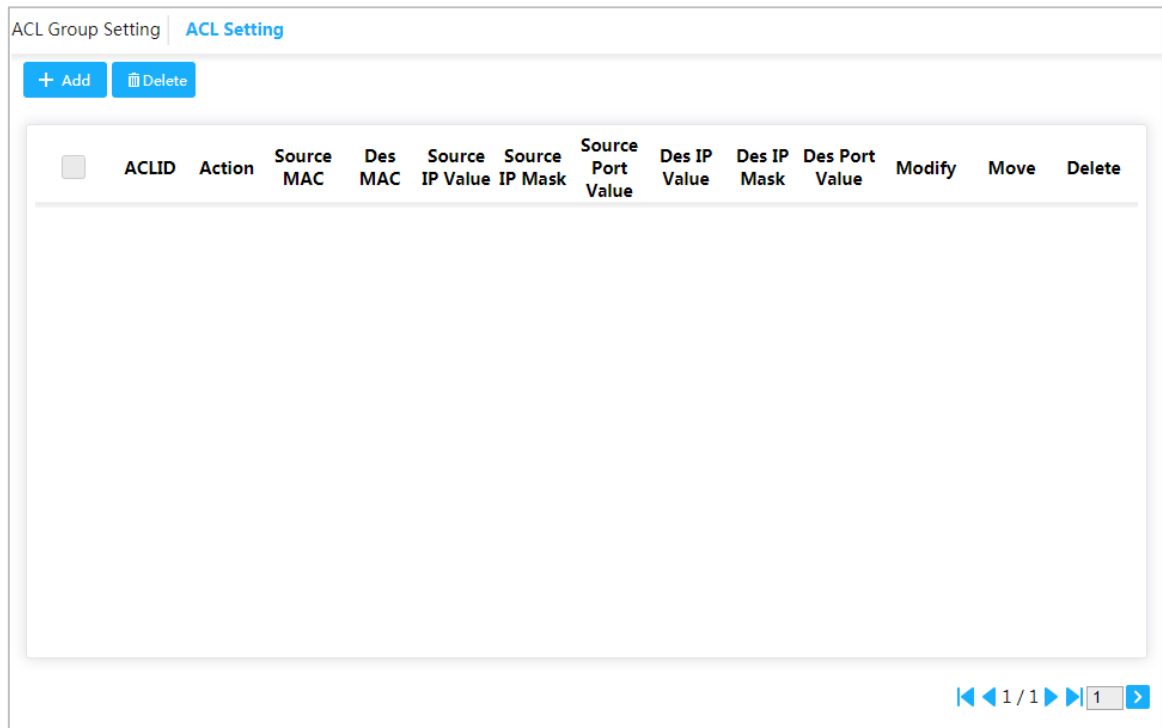 ACL Group Setting ACL Setting
+ Add Delete
ACLID Action Source MAC Des MAC Source IP Value Source IP Mask Source Port Value Des IP Value Des IP Mask Des Port Value Modify Move Delete
1 / 1 1